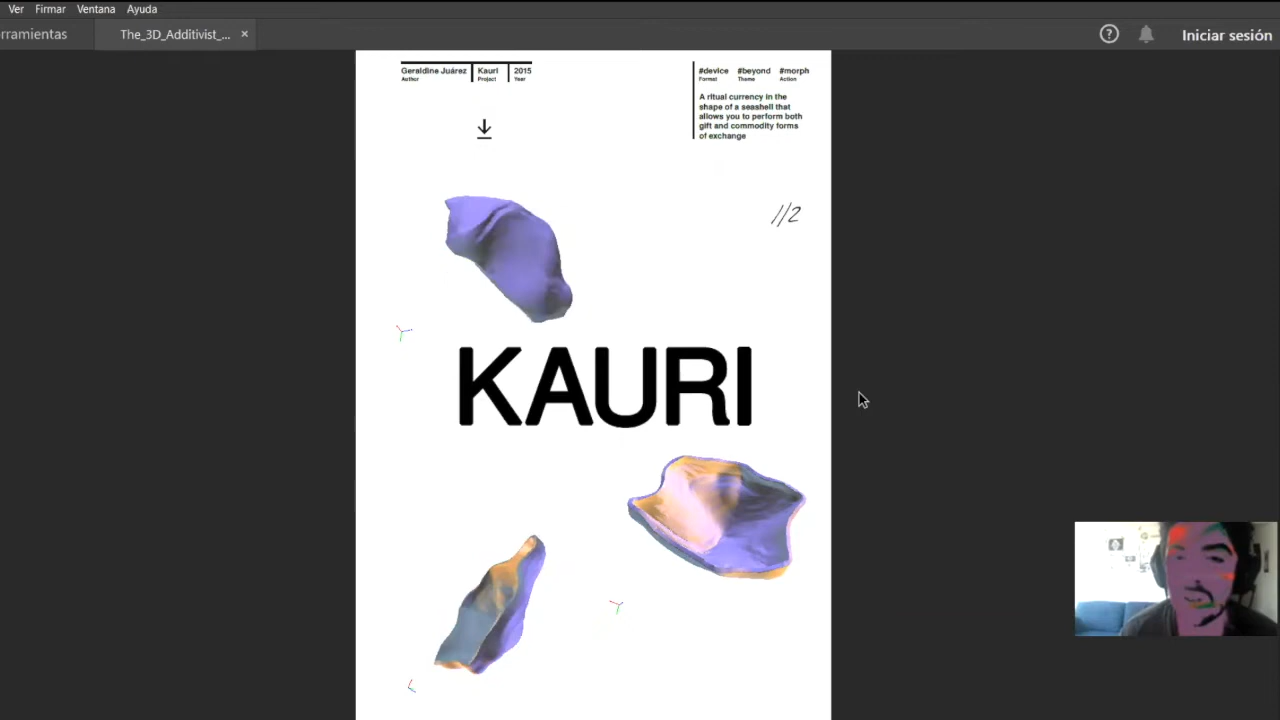 Ver Firmar Ventana Ayuda
rramientas The_3D_Additivist_... × ? Iniciar sesión
Geraldine Juárez Kauri 2015
Author Project Year
#device #beyond #morph
Format Theme Action
A ritual currency in the
shape of a seashell that
allows you to perform both
gift and commodity forms
of exchange
1/2
KAURI